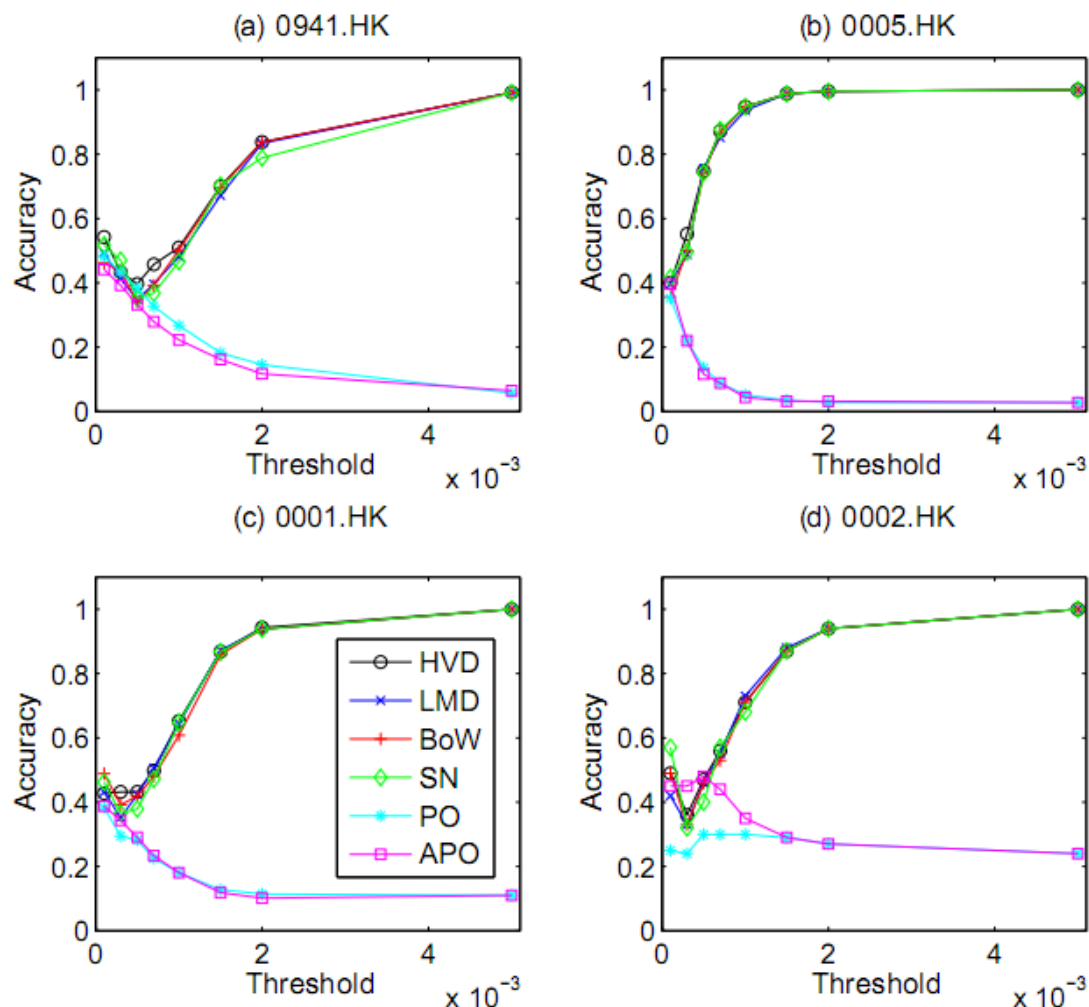 (a) 0941.HK
1
0.8
0.6
0.4
0.2
0
Accuracy
0 2 4
Threshold
x 10⁻³
(b) 0005.HK
1
0.8
0.6
0.4
0.2
0
Accuracy
0 2 4
Threshold
x 10⁻³
(c) 0001.HK
1
0.8
0.6
0.4
0.2
0
Accuracy
HVD
LMD
BoW
SN
PO
APO
0 2 4
Threshold
x 10⁻³
(d) 0002.HK
1
0.8
0.6
0.4
0.2
0
Accuracy
0 2 4
Threshold
x 10⁻³